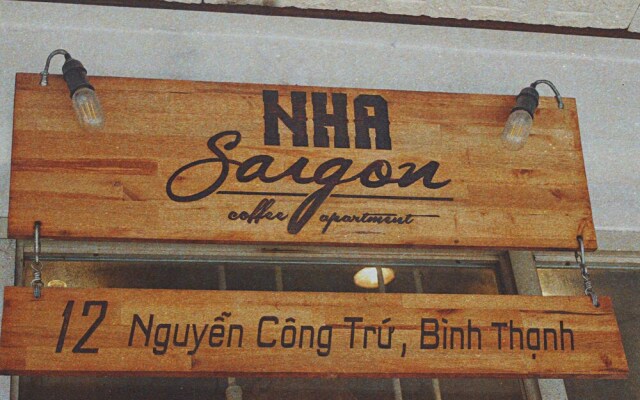 NHA
Saigon
coffee apartment
12 Nguyễn Công Trứ, Bình Thạnh